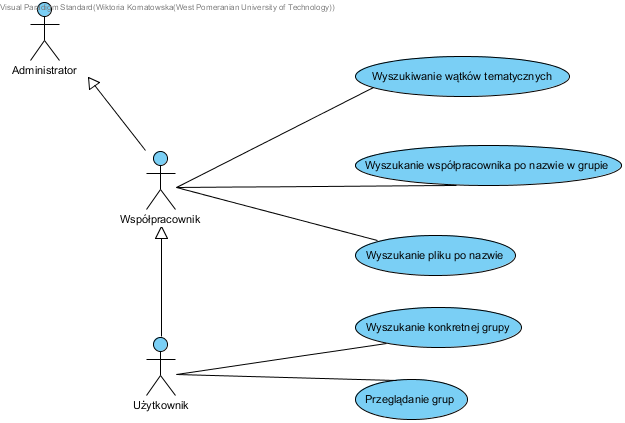 Visual Paradigm Standard(Wiktoria Kornatowska(West Pomeranian University of Technology))
Administrator
Wyszukiwanie wątków tematycznych
Wyszukanie współpracownika po nazwie w grupie
Współpracownik
Wyszukanie pliku po nazwie
Wyszukanie konkretnej grupy
Przeglądanie grup
Użytkownik